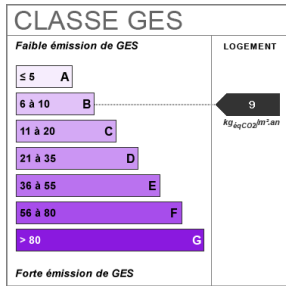 CLASSE GES
Faible émission de GES
LOGEMENT
≤ 5 A
6 à 10 B
9
kgéqCO2/m².an
11 à 20 C
21 à 35 D
36 à 55 E
56 à 80 F
> 80 G
Forte émission de GES